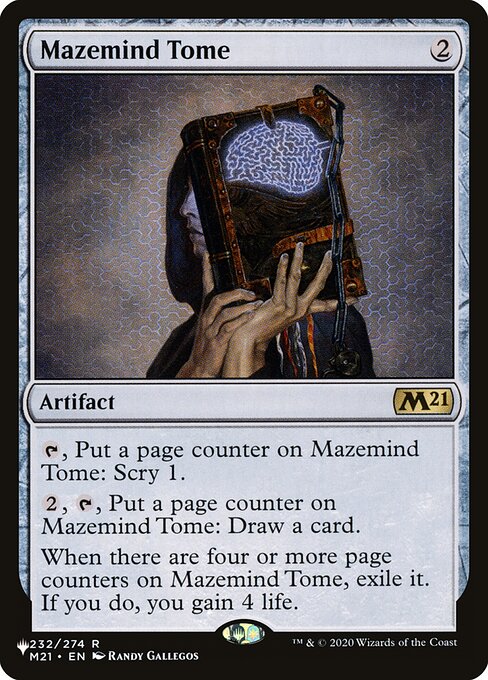 Mazemind Tome 2
Artifact M21
, Put a page counter on Mazemind
Tome: Scry 1.
2, , Put a page counter on
Mazemind Tome: Draw a card.
When there are four or more page
counters on Mazemind Tome, exile it.
If you do, you gain 4 life.
232/274 R
M21 • EN RANDY GALLEGOS
™ & © 2020 Wizards of the Coast